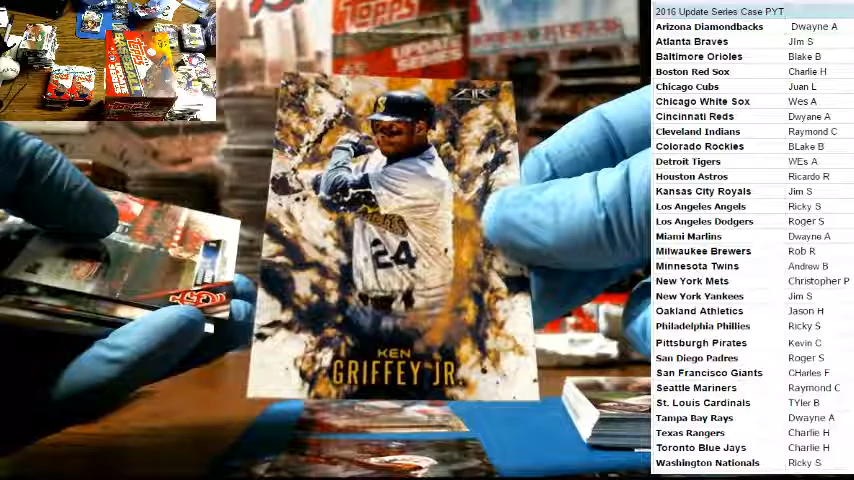 2016 Update Series Case PYT
Arizona Diamondbacks Dwayne A
Atlanta Braves Jim S
Baltimore Orioles Blake B
Boston Red Sox Charlie H
Chicago Cubs Juan L
Chicago White Sox Wes A
Cincinnati Reds Dwyane A
Cleveland Indians Raymond C
Colorado Rockies BLake B
Detroit Tigers WEs A
Houston Astros Ricardo R
Kansas City Royals Jim S
Los Angeles Angels Ricky S
Los Angeles Dodgers Roger S
Miami Marlins Dwayne A
Milwaukee Brewers Rob R
Minnesota Twins Andrew B
New York Mets Christopher P
New York Yankees Jim S
Oakland Athletics Jason H
Philadelphia Phillies Ricky S
Pittsburgh Pirates Kevin C
San Diego Padres Roger S
San Francisco Giants CHarles F
Seattle Mariners Raymond C
St. Louis Cardinals TYler B
Tampa Bay Rays Dwayne A
Texas Rangers Charlie H
Toronto Blue Jays Charlie H
Washington Nationals Ricky S
TOPPS
UPDATE
SERIES
BASEBALL
FIRE
S
24
KEN
GRIFFEY JR.